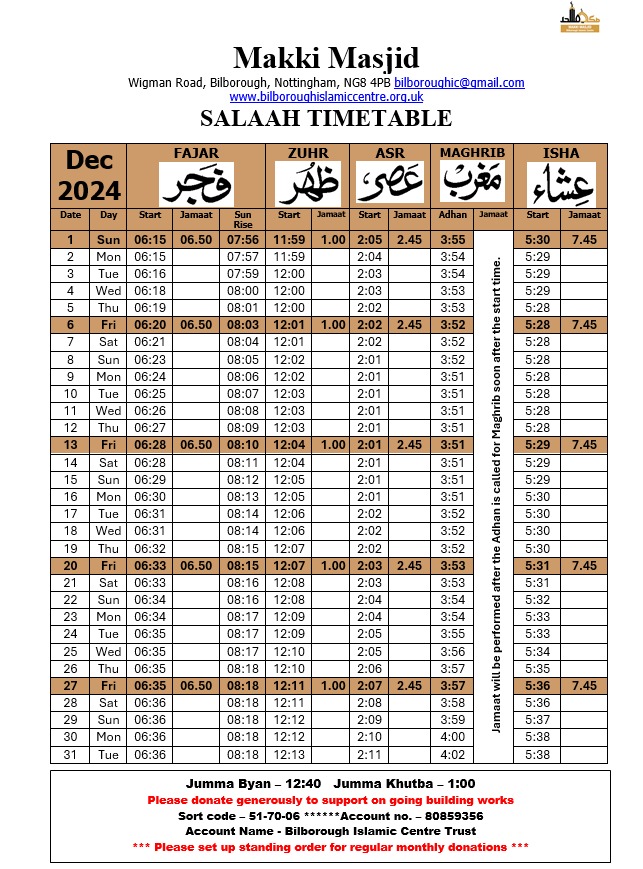 Makki Masjid
Wigman Road, Bilborough, Nottingham, NG8 4PB bilboroughic@gmail.com
www.bilboroughislamiccentre.org.uk
SALAAH TIMETABLE
Dec 2024 FAJAR ZUHR ASR MAGHRIB ISHA
فَجَر ظُهْر عَصَر مَغْرِبْ عِشَاء
Date Day Start Jamaat Sun Rise Start Jamaat Start Jamaat Adhan Jamaat Start Jamaat
1 Sun 06:15 06.50 07:56 11:59 1.00 2:05 2.45 3:55 5:30 7.45
2 Mon 06:15 07:57 11:59 2:04 3:54 5:29
3 Tue 06:16 07:59 12:00 2:03 3:54 5:29
4 Wed 06:18 08:00 12:00 2:03 3:53 5:29
5 Thu 06:19 08:01 12:00 2:02 3:53 5:28
6 Fri 06:20 06.50 08:03 12:01 1.00 2:02 2.45 3:52 5:28 7.45
7 Sat 06:21 08:04 12:01 2:02 3:52 5:28
8 Sun 06:23 08:05 12:02 2:01 3:52 5:28
9 Mon 06:24 08:06 12:02 2:01 3:51 5:28
10 Tue 06:25 08:07 12:03 2:01 3:51 5:28
11 Wed 06:26 08:08 12:03 2:01 3:51 5:28
12 Thu 06:27 08:09 12:03 2:01 3:51 5:28
13 Fri 06:28 06.50 08:10 12:04 1.00 2:01 2.45 3:51 5:29 7.45
14 Sat 06:28 08:11 12:04 2:01 3:51 5:29
15 Sun 06:29 08:12 12:05 2:01 3:51 5:29
16 Mon 06:30 08:13 12:05 2:01 3:51 5:30
17 Tue 06:31 08:14 12:06 2:02 3:52 5:30
18 Wed 06:31 08:14 12:06 2:02 3:52 5:30
19 Thu 06:32 08:15 12:07 2:02 3:52 5:30
20 Fri 06:33 06.50 08:15 12:07 1.00 2:03 2.45 3:53 5:31 7.45
21 Sat 06:33 08:16 12:08 2:03 3:53 5:31
22 Sun 06:34 08:16 12:08 2:04 3:54 5:32
23 Mon 06:34 08:17 12:09 2:04 3:54 5:33
24 Tue 06:35 08:17 12:09 2:05 3:55 5:33
25 Wed 06:35 08:17 12:10 2:05 3:56 5:34
26 Thu 06:35 08:18 12:10 2:06 3:57 5:35
27 Fri 06:35 06.50 08:18 12:11 1.00 2:07 2.45 3:57 5:36 7.45
28 Sat 06:36 08:18 12:11 2:08 3:58 5:36
29 Sun 06:36 08:18 12:12 2:09 3:59 5:37
30 Mon 06:36 08:18 12:12 2:10 4:00 5:38
31 Tue 06:36 08:18 12:13 2:11 4:02 5:38
Jamaat will be performed after the Adhan is called for Maghrib soon after the start time.
Jumma Byan – 12:40 Jumma Khutba – 1:00
Please donate generously to support on going building works
Sort code – 51-70-06 ******Account no. – 80859356
Account Name - Bilborough Islamic Centre Trust
*** Please set up standing order for regular monthly donations ***